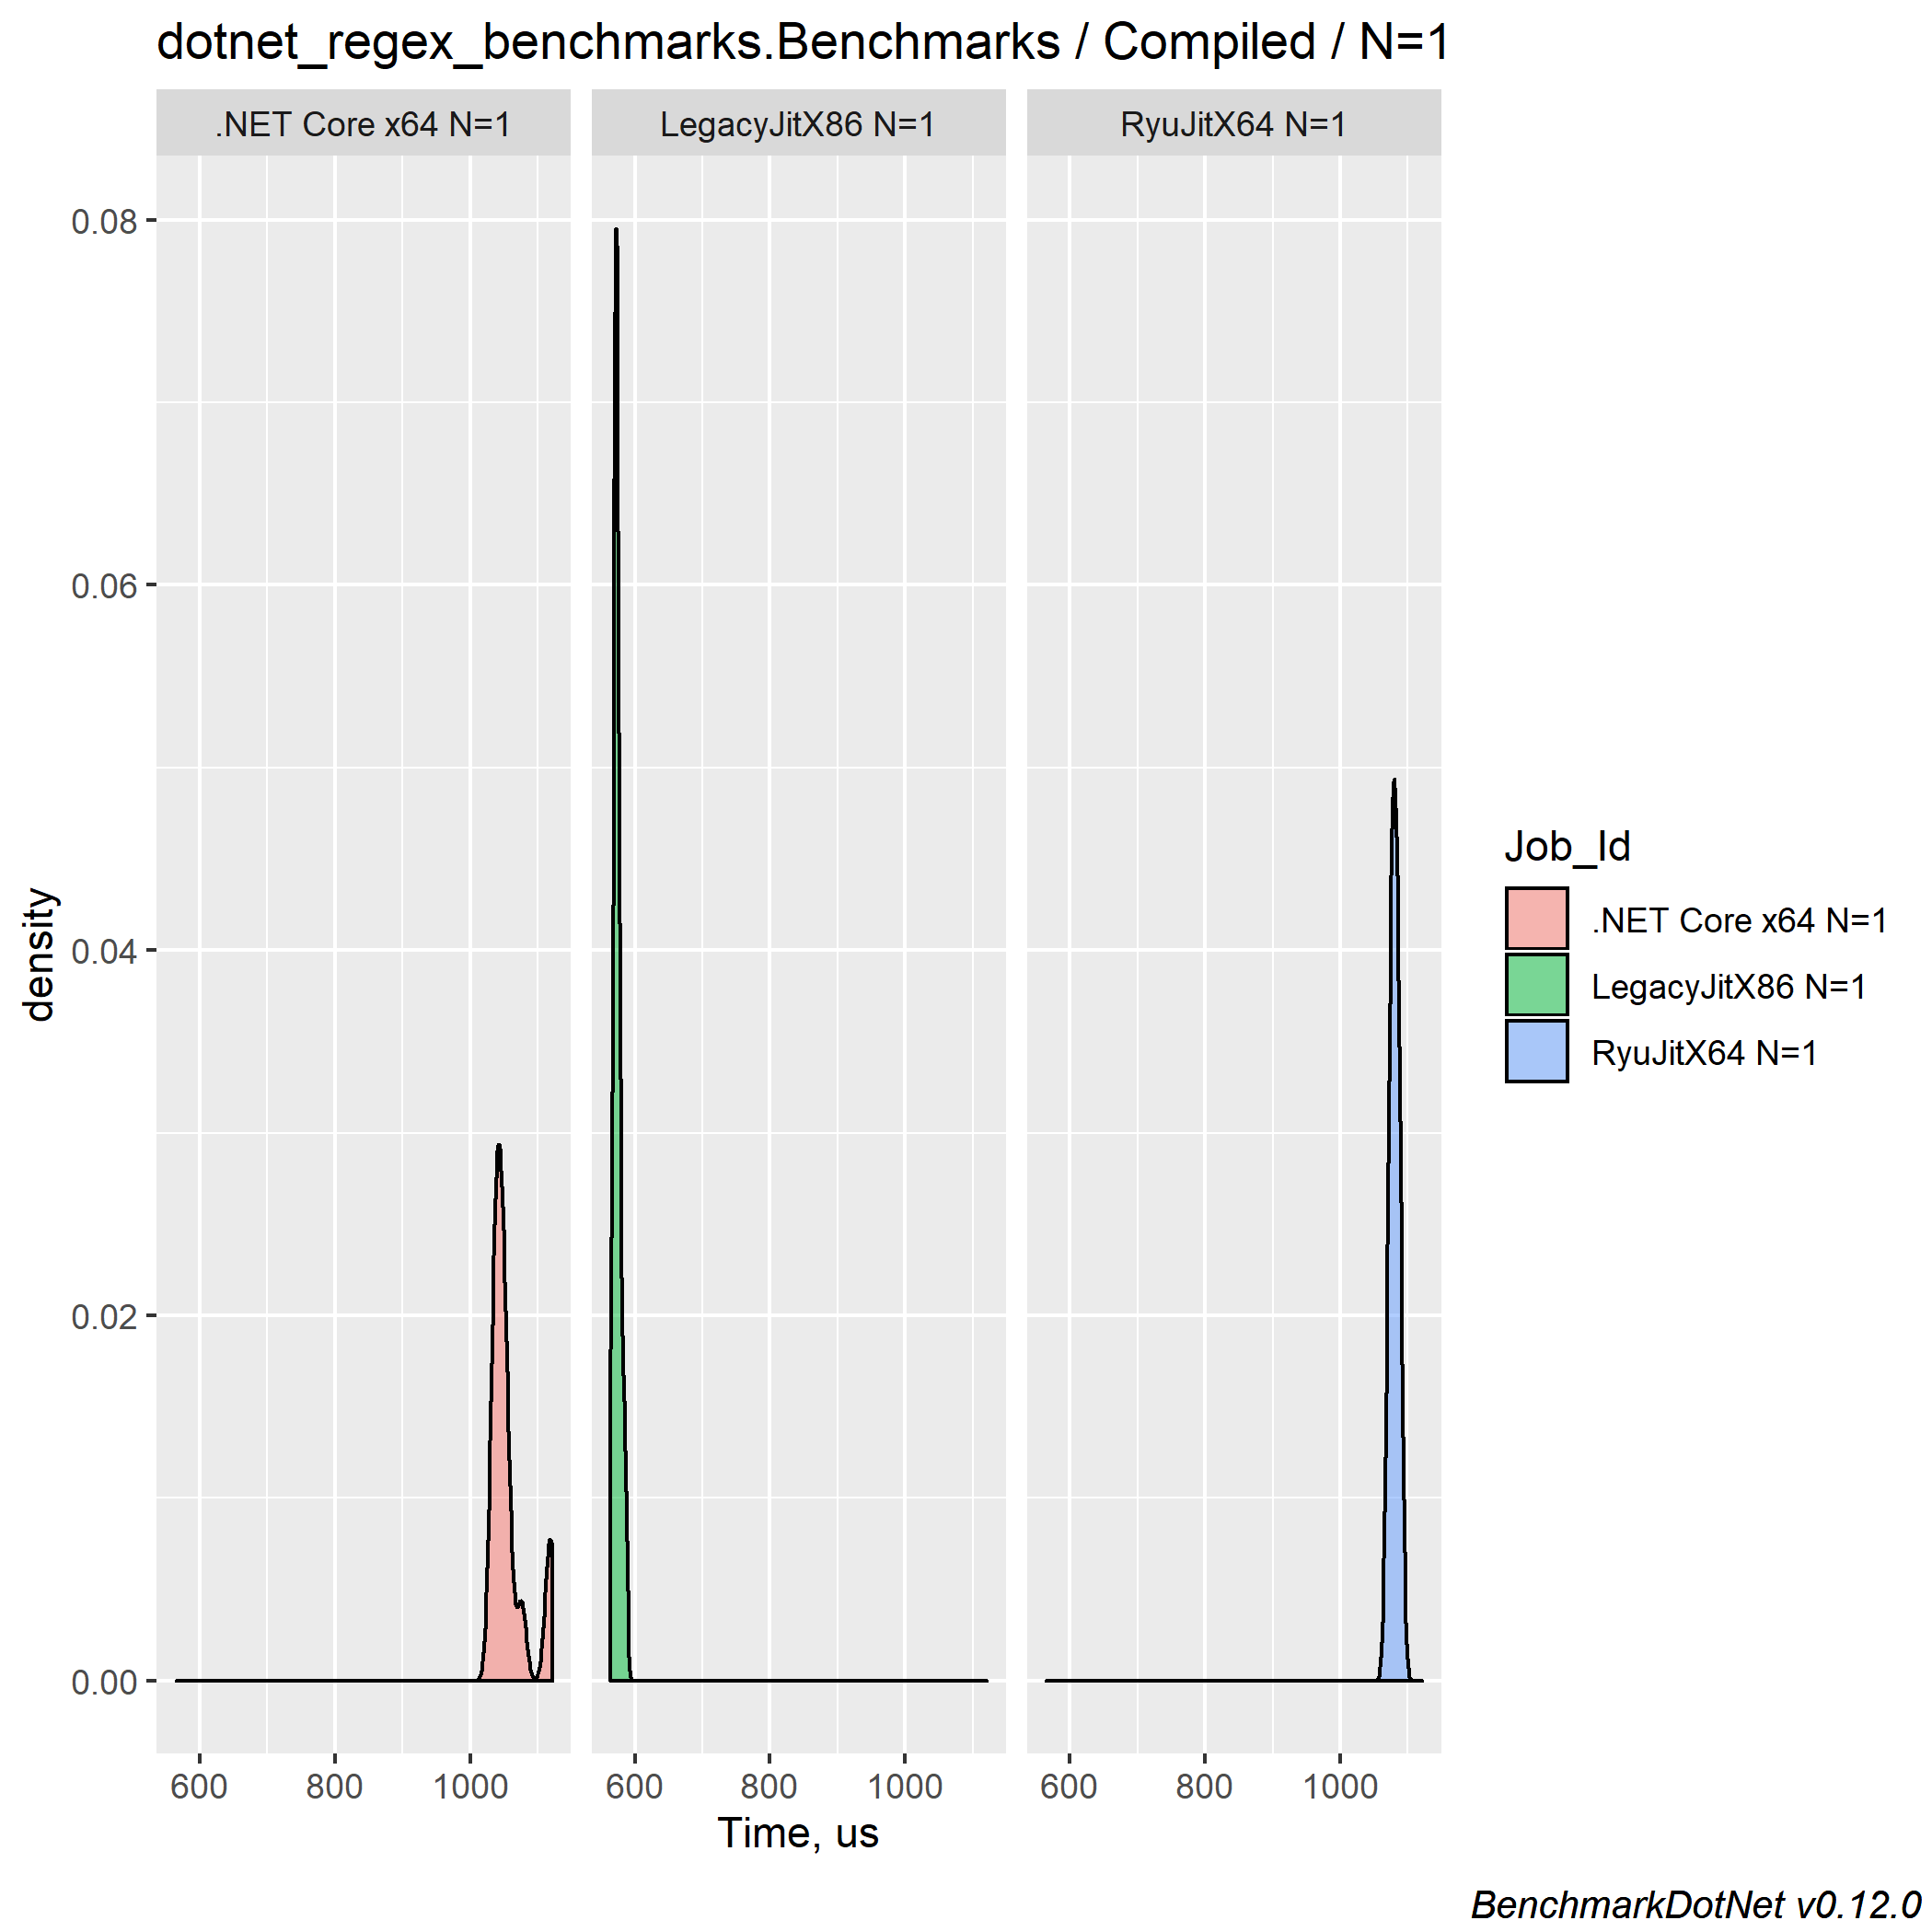 dotnet_regex_benchmarks.Benchmarks / Compiled / N=1
.NET Core x64 N=1
LegacyJitX86 N=1
RyuJitX64 N=1
0.08
0.06
0.04
0.02
0.00
density
600 800 1000
600 800 1000
600 800 1000
Time, us
Job_Id
.NET Core x64 N=1
LegacyJitX86 N=1
RyuJitX64 N=1
BenchmarkDotNet v0.12.0